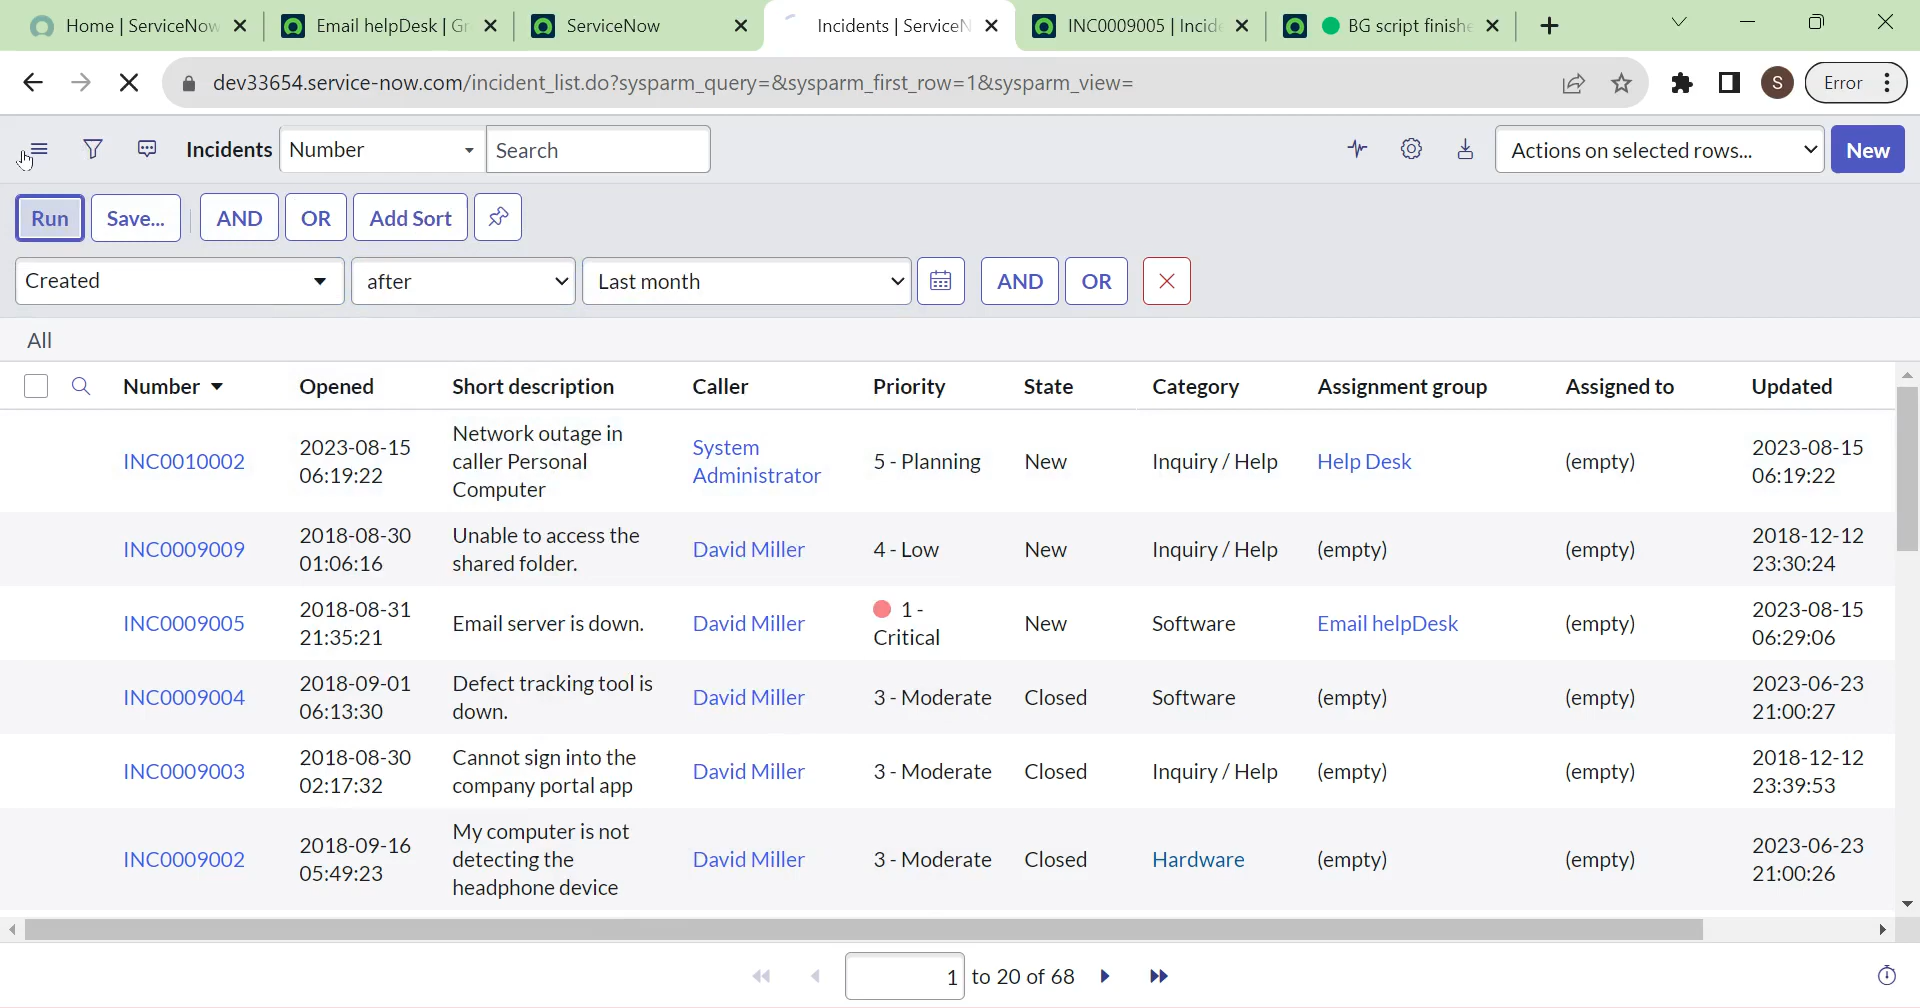 Home | ServiceNow
Email helpDesk | Gr
ServiceNow
Incidents | ServiceN
INC0009005 | Incide
BG script finishe
dev33654.service-now.com/incident_list.do?sysparm_query=&sysparm_first_row=1&sysparm_view=
S
Error
Incidents
Number
Search
Actions on selected rows...
New
Run
Save...
AND
OR
Add Sort
Created
after
Last month
AND
OR
All
Number
Opened
Short description
Caller
Priority
State
Category
Assignment group
Assigned to
Updated
INC0010002
2023-08-15
06:19:22
Network outage in
caller Personal
Computer
System
Administrator
5 - Planning
New
Inquiry / Help
Help Desk
(empty)
2023-08-15
06:19:22
INC0009009
2018-08-30
01:06:16
Unable to access the
shared folder.
David Miller
4 - Low
New
Inquiry / Help
(empty)
(empty)
2018-12-12
23:30:24
INC0009005
2018-08-31
21:35:21
Email server is down.
David Miller
1 -
Critical
New
Software
Email helpDesk
(empty)
2023-08-15
06:29:06
INC0009004
2018-09-01
06:13:30
Defect tracking tool is
down.
David Miller
3 - Moderate
Closed
Software
(empty)
(empty)
2023-06-23
21:00:27
INC0009003
2018-08-30
02:17:32
Cannot sign into the
company portal app
David Miller
3 - Moderate
Closed
Inquiry / Help
(empty)
(empty)
2018-12-12
23:39:53
INC0009002
2018-09-16
05:49:23
My computer is not
detecting the
headphone device
David Miller
3 - Moderate
Closed
Hardware
(empty)
(empty)
2023-06-23
21:00:26
1 to 20 of 68